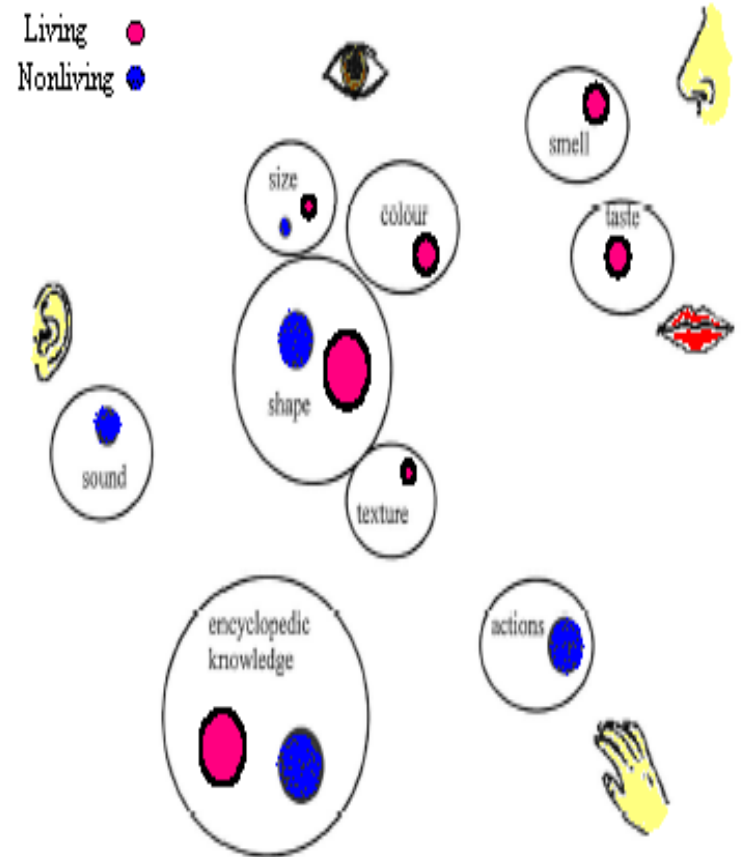 Living
Nonliving
smell
size
colour
taste
shape
sound
texture
encyclopedic
knowledge
actions